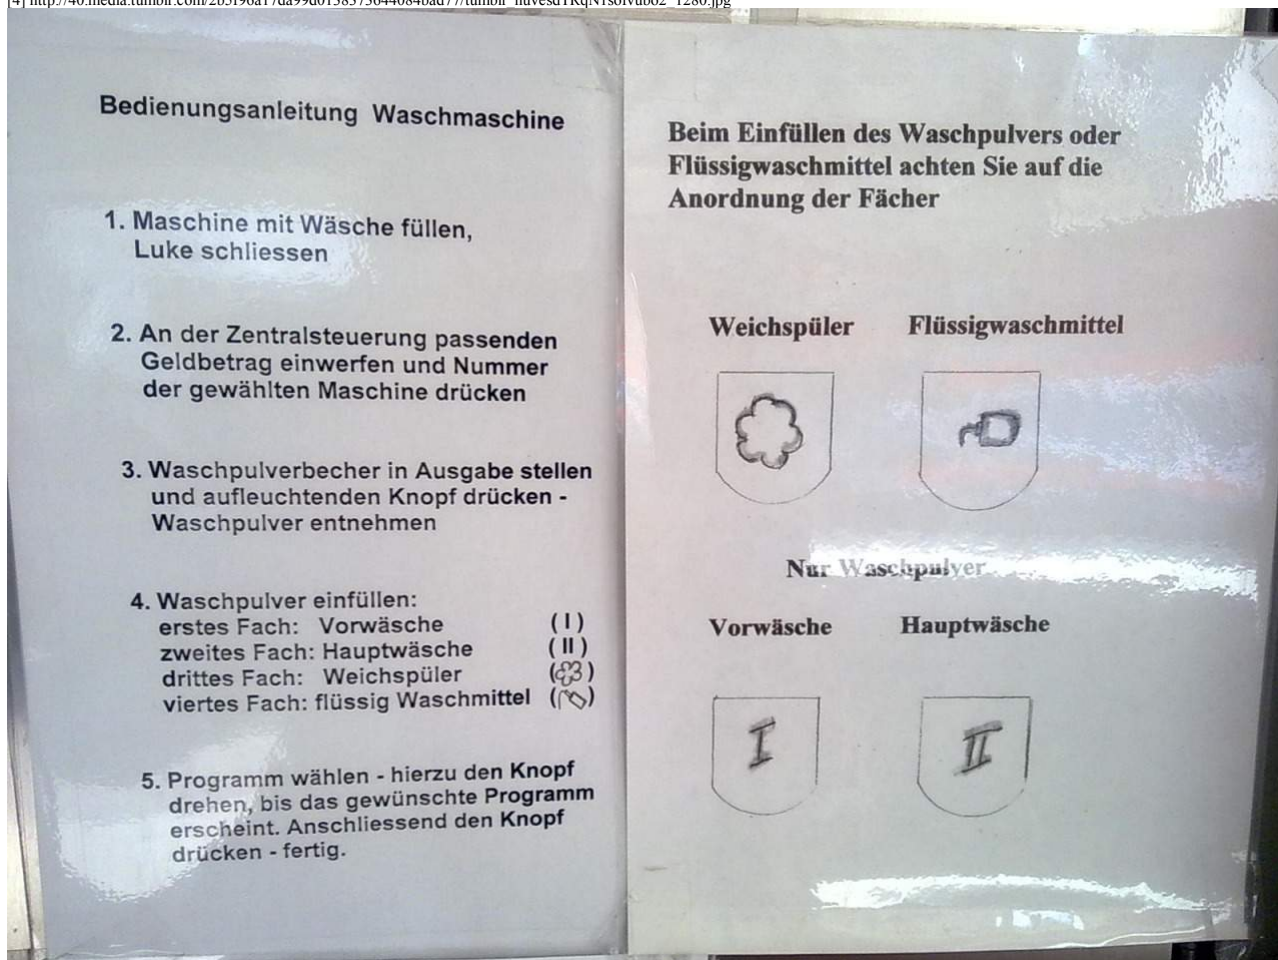 Bedienungsanleitung Waschmaschine
1. Maschine mit Wäsche füllen,
Luke schliessen
2. An der Zentralsteuerung passenden
Geldbetrag einwerfen und Nummer
der gewählten Maschine drücken
3. Waschpulverbecher in Ausgabe stellen
und aufleuchtenden Knopf drücken -
Waschpulver entnehmen
4. Waschpulver einfüllen:
erstes Fach: Vorwäsche ( I )
zweites Fach: Hauptwäsche ( II )
drittes Fach: Weichspüler ( )
viertes Fach: flüssig Waschmittel ( )
5. Programm wählen - hierzu den Knopf
drehen, bis das gewünschte Programm
erscheint. Anschliessend den Knopf
drücken - fertig.
Beim Einfüllen des Waschpulvers oder
Flüssigwaschmittel achten Sie auf die
Anordnung der Fächer
Weichspüler Flüssigwaschmittel
Nur Waschpulver
Vorwäsche Hauptwäsche
I II